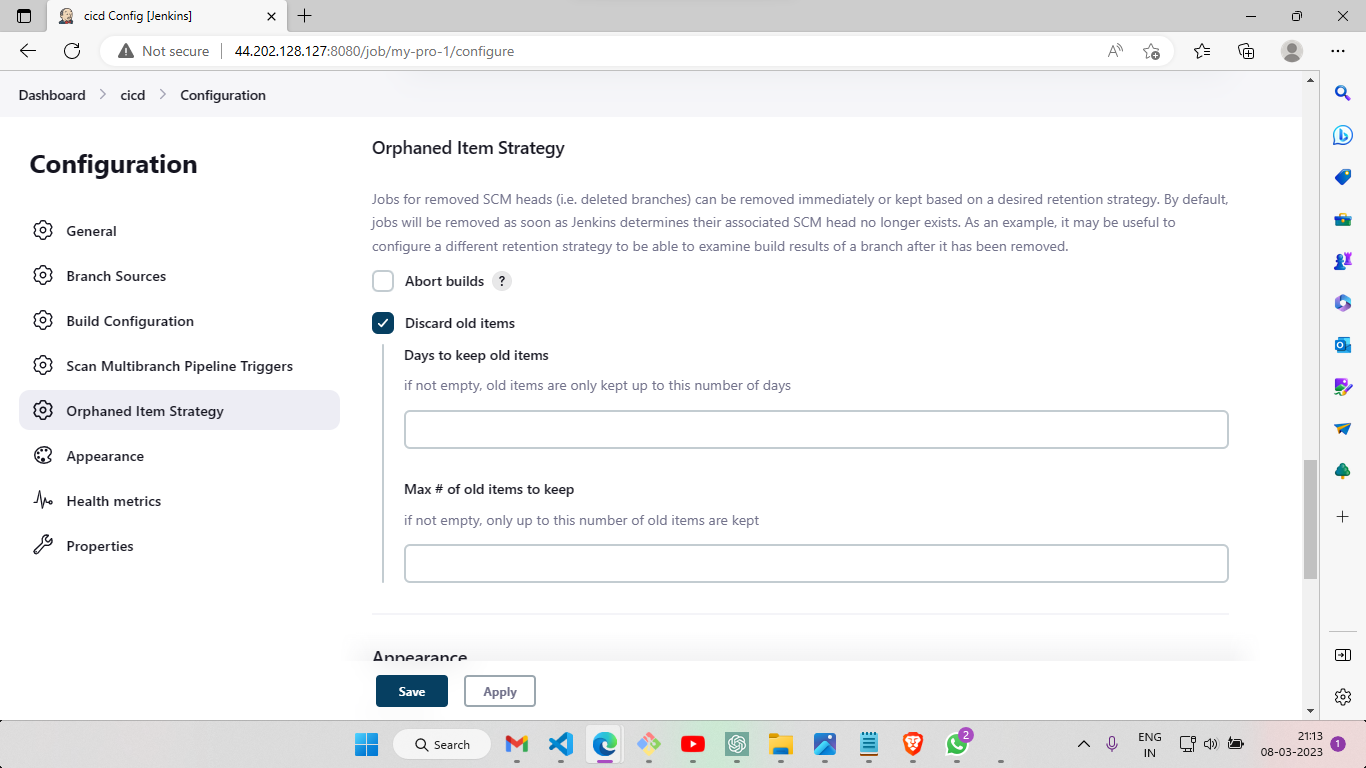 cicd Config [Jenkins]
Not secure
44.202.128.127:8080/job/my-pro-1/configure
Dashboard
cicd
Configuration
Configuration
General
Branch Sources
Build Configuration
Scan Multibranch Pipeline Triggers
Orphaned Item Strategy
Appearance
Health metrics
Properties
Orphaned Item Strategy
Jobs for removed SCM heads (i.e. deleted branches) can be removed immediately or kept based on a desired retention strategy. By default,
jobs will be removed as soon as Jenkins determines their associated SCM head no longer exists. As an example, it may be useful to
configure a different retention strategy to be able to examine build results of a branch after it has been removed.
Abort builds ?
Discard old items
Days to keep old items
if not empty, old items are only kept up to this number of days
Max # of old items to keep
if not empty, only up to this number of old items are kept
Appearance
Save
Apply
Search
2
ENG
IN
21:13
08-03-2023
1